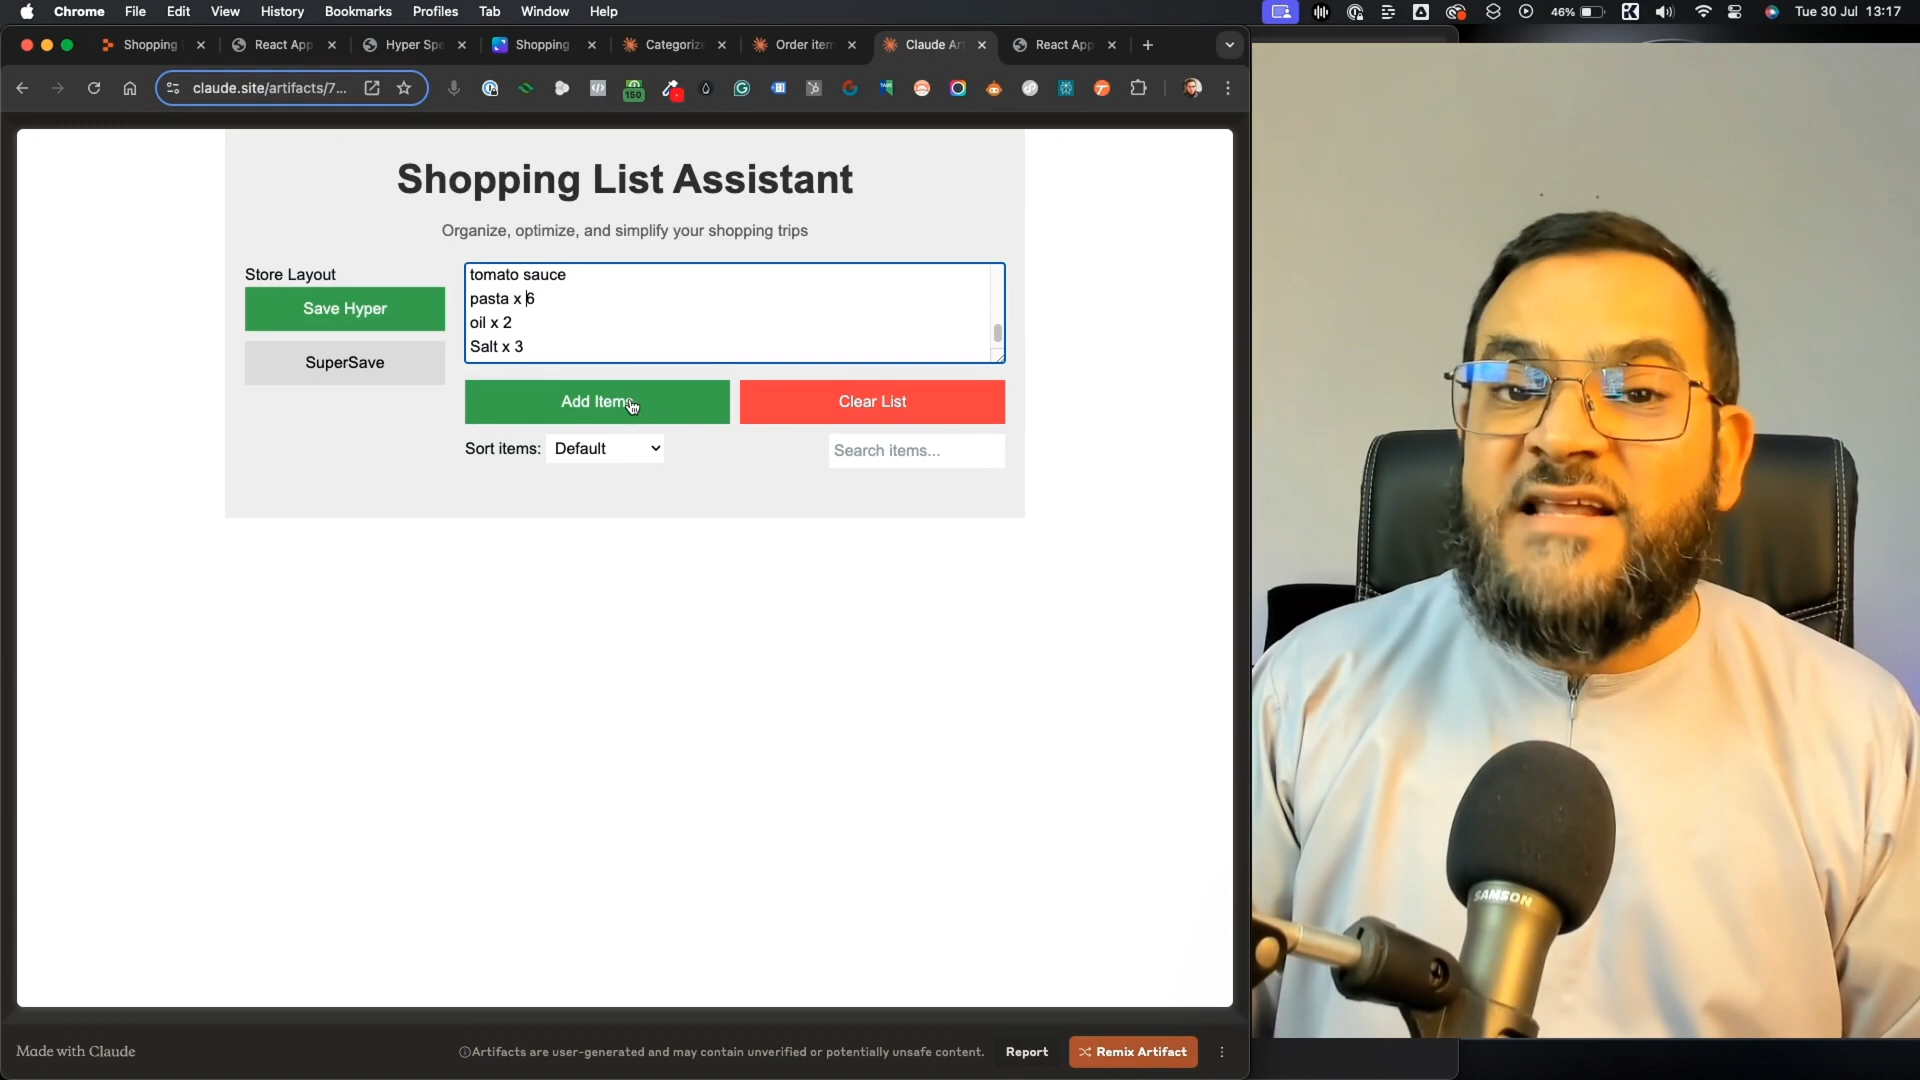 Chrome File Edit View History Bookmarks Profiles Tab Window Help 46% Tue 30 Jul 13:17
Shopping React App Hyper Spe Shopping Categoriz Order item Claude Art React App
claude.site/artifacts/7... 150
Shopping List Assistant
Organize, optimize, and simplify your shopping trips
Store Layout
Save Hyper
SuperSave
tomato sauce
pasta x 6
oil x 2
Salt x 3
Add Items
Clear List
Sort items: Default
Search items...
Made with Claude
Artifacts are user-generated and may contain unverified or potentially unsafe content. Report Remix Artifact
SAMSON